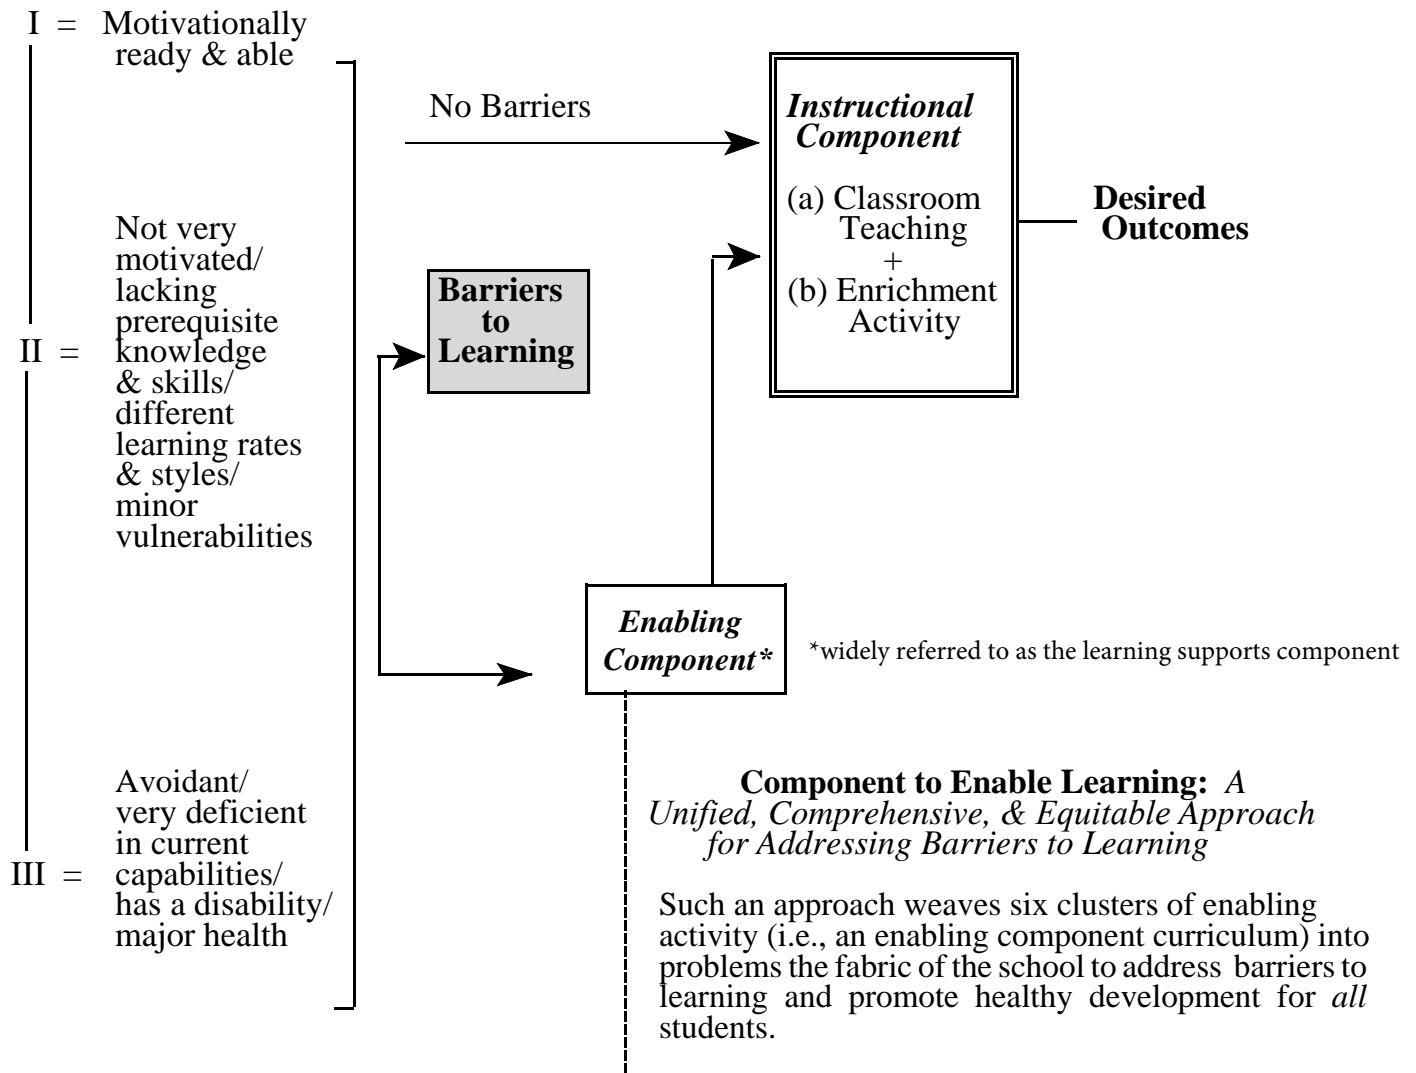 I = Motivationally
ready & able
No Barriers
Instructional
Component
(a) Classroom
Teaching
+
(b) Enrichment
Activity
Desired
Outcomes
Not very
motivated/
lacking
prerequisite
II = knowledge
& skills/
different
learning rates
& styles/
minor
vulnerabilities
Barriers
to
Learning
Enabling
Component*
*widely referred to as the learning supports component
Avoidant/
very deficient
in current
III = capabilities/
has a disability/
major health
Component to Enable Learning: A
Unified, Comprehensive, & Equitable Approach
for Addressing Barriers to Learning
Such an approach weaves six clusters of enabling
activity (i.e., an enabling component curriculum) into
problems the fabric of the school to address barriers to
learning and promote healthy development for all
students.